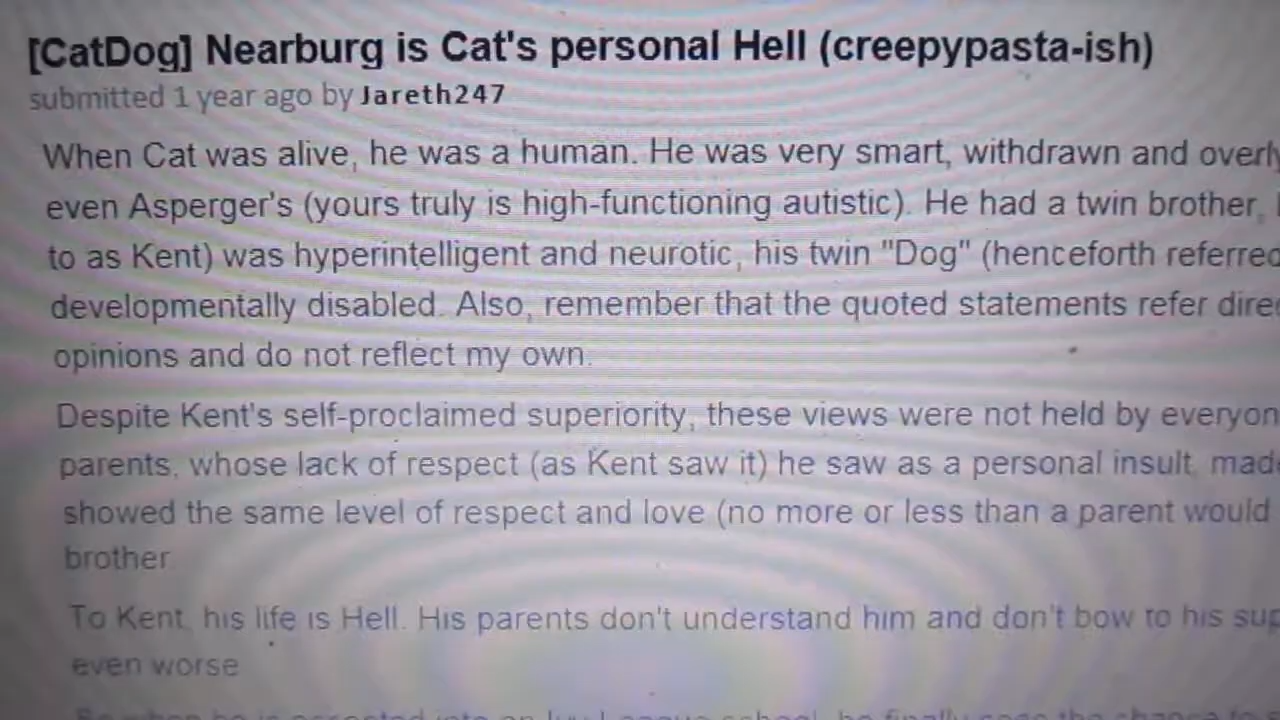 [CatDog] Nearburg is Cat's personal Hell (creepypasta-ish)
submitted 1 year ago by Jareth247
When Cat was alive, he was a human. He was very smart, withdrawn and overly
even Asperger's (yours truly is high-functioning autistic). He had a twin brother,
to as Kent) was hyperintelligent and neurotic, his twin "Dog" (henceforth referred
developmentally disabled. Also, remember that the quoted statements refer
opinions and do not reflect my own.
Despite Kent's self-proclaimed superiority, these views were not held by
parents, whose lack of respect (as Kent saw it) he saw as a personal insult,
showed the same level of respect and love (no more or less than a parent would
brother
To Kent, his life is Hell. His parents don't understand him and don't bow to his
even worse